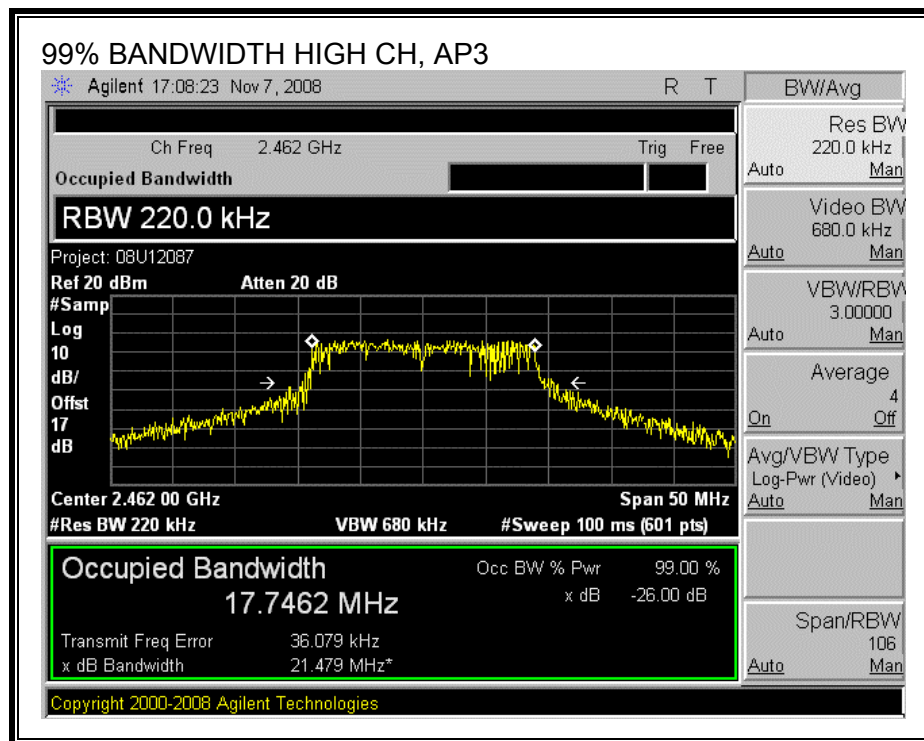 99% BANDWIDTH HIGH CH, AP3
Agilent 17:08:23 Nov 7, 2008 R T
Ch Freq 2.462 GHz Trig Free
Occupied Bandwidth
RBW 220.0 kHz
Project: 08U12087
Ref 20 dBm Atten 20 dB
#Samp
Log
10
dB/
Offst
17
dB
Center 2.462 00 GHz Span 50 MHz
#Res BW 220 kHz VBW 680 kHz #Sweep 100 ms (601 pts)
Occupied Bandwidth Occ BW % Pwr 99.00 %
17.7462 MHz x dB -26.00 dB
Transmit Freq Error 36.079 kHz
x dB Bandwidth 21.479 MHz*
Copyright 2000-2008 Agilent Technologies
BW/Avg
Res BW
220.0 kHz
Auto Man
Video BW
680.0 kHz
Auto Man
VBW/RBW
3.00000
Auto Man
Average
4
On Off
Avg/VBW Type
Log-Pwr (Video)
Auto Man
Span/RBW
106
Auto Man